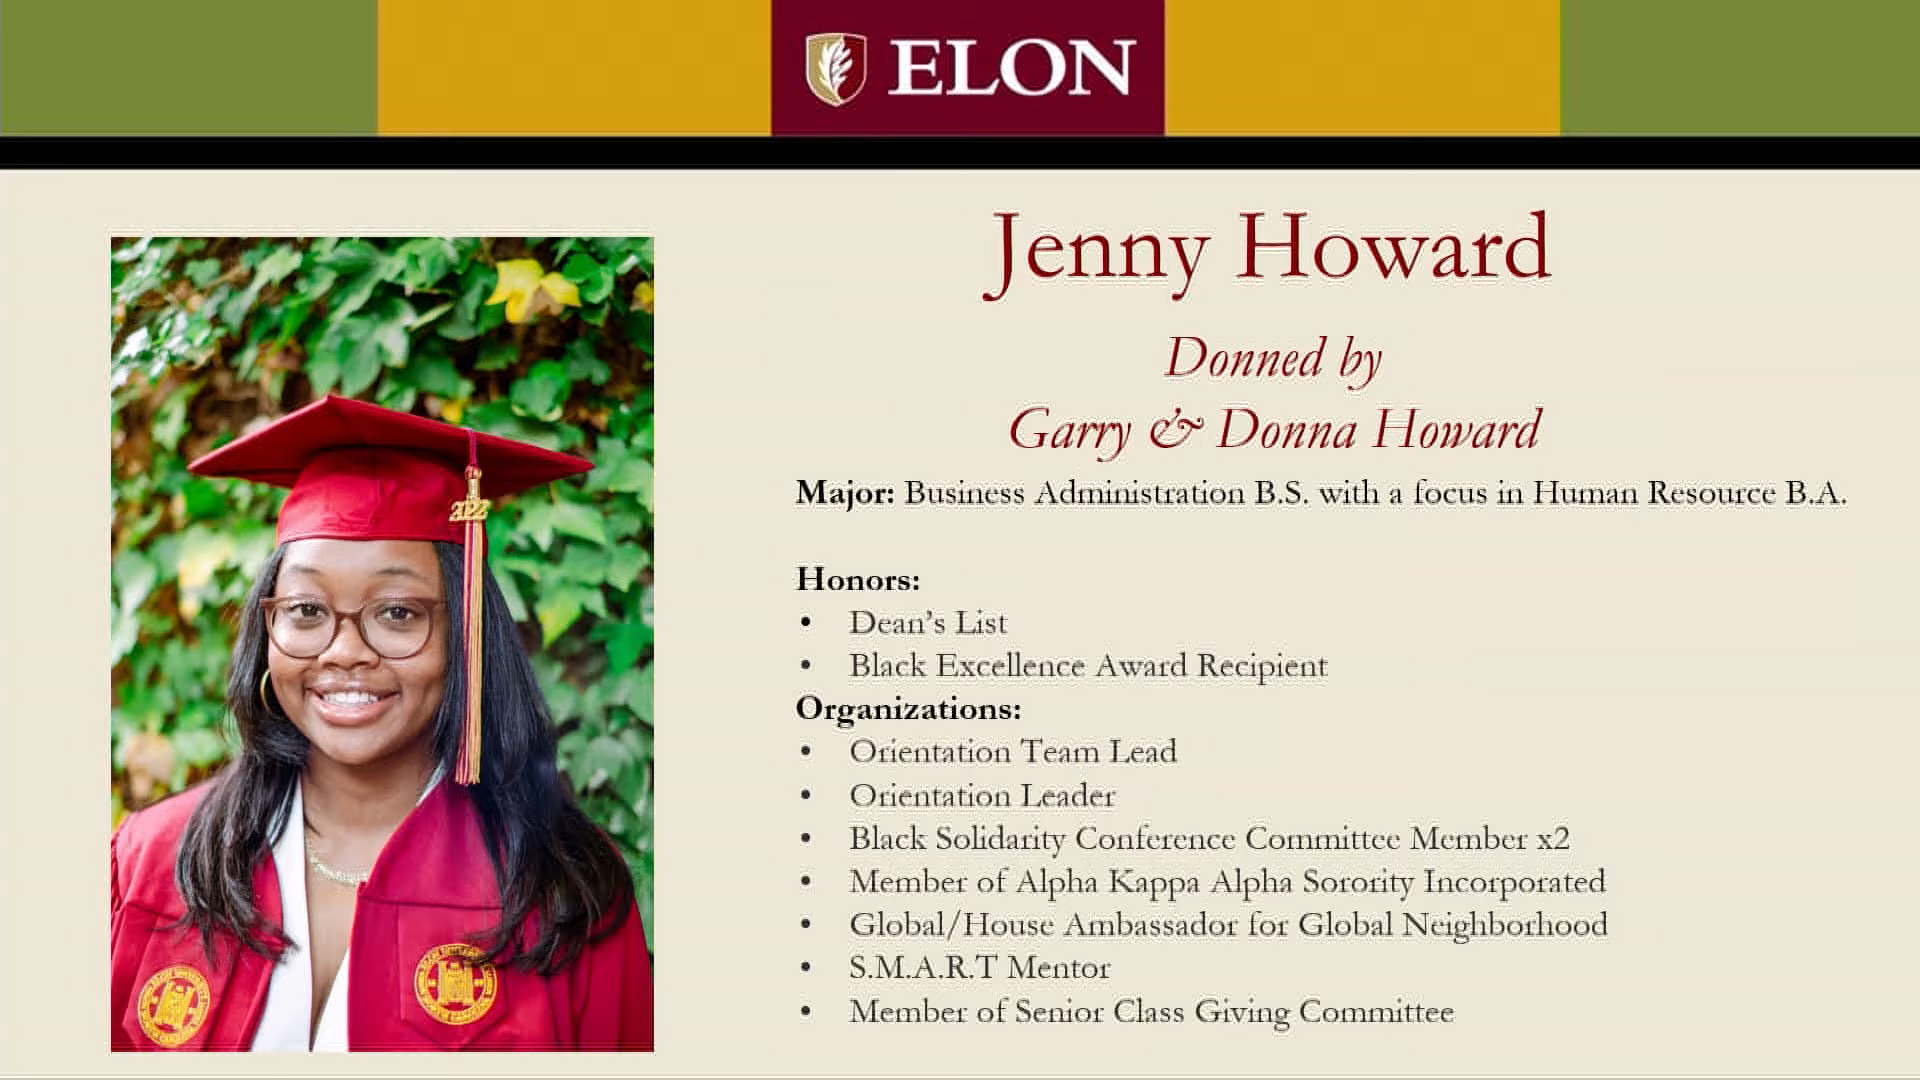 ELON
Jenny Howard
Donned by
Garry & Donna Howard
Major: Business Administration B.S. with a focus in Human Resource B.A.
Honors:
• Dean's List
• Black Excellence Award Recipient
Organizations:
• Orientation Team Lead
• Orientation Leader
• Black Solidarity Conference Committee Member x2
• Member of Alpha Kappa Alpha Sorority Incorporated
• Global/House Ambassador for Global Neighborhood
• S.M.A.R.T Mentor
• Member of Senior Class Giving Committee
2022